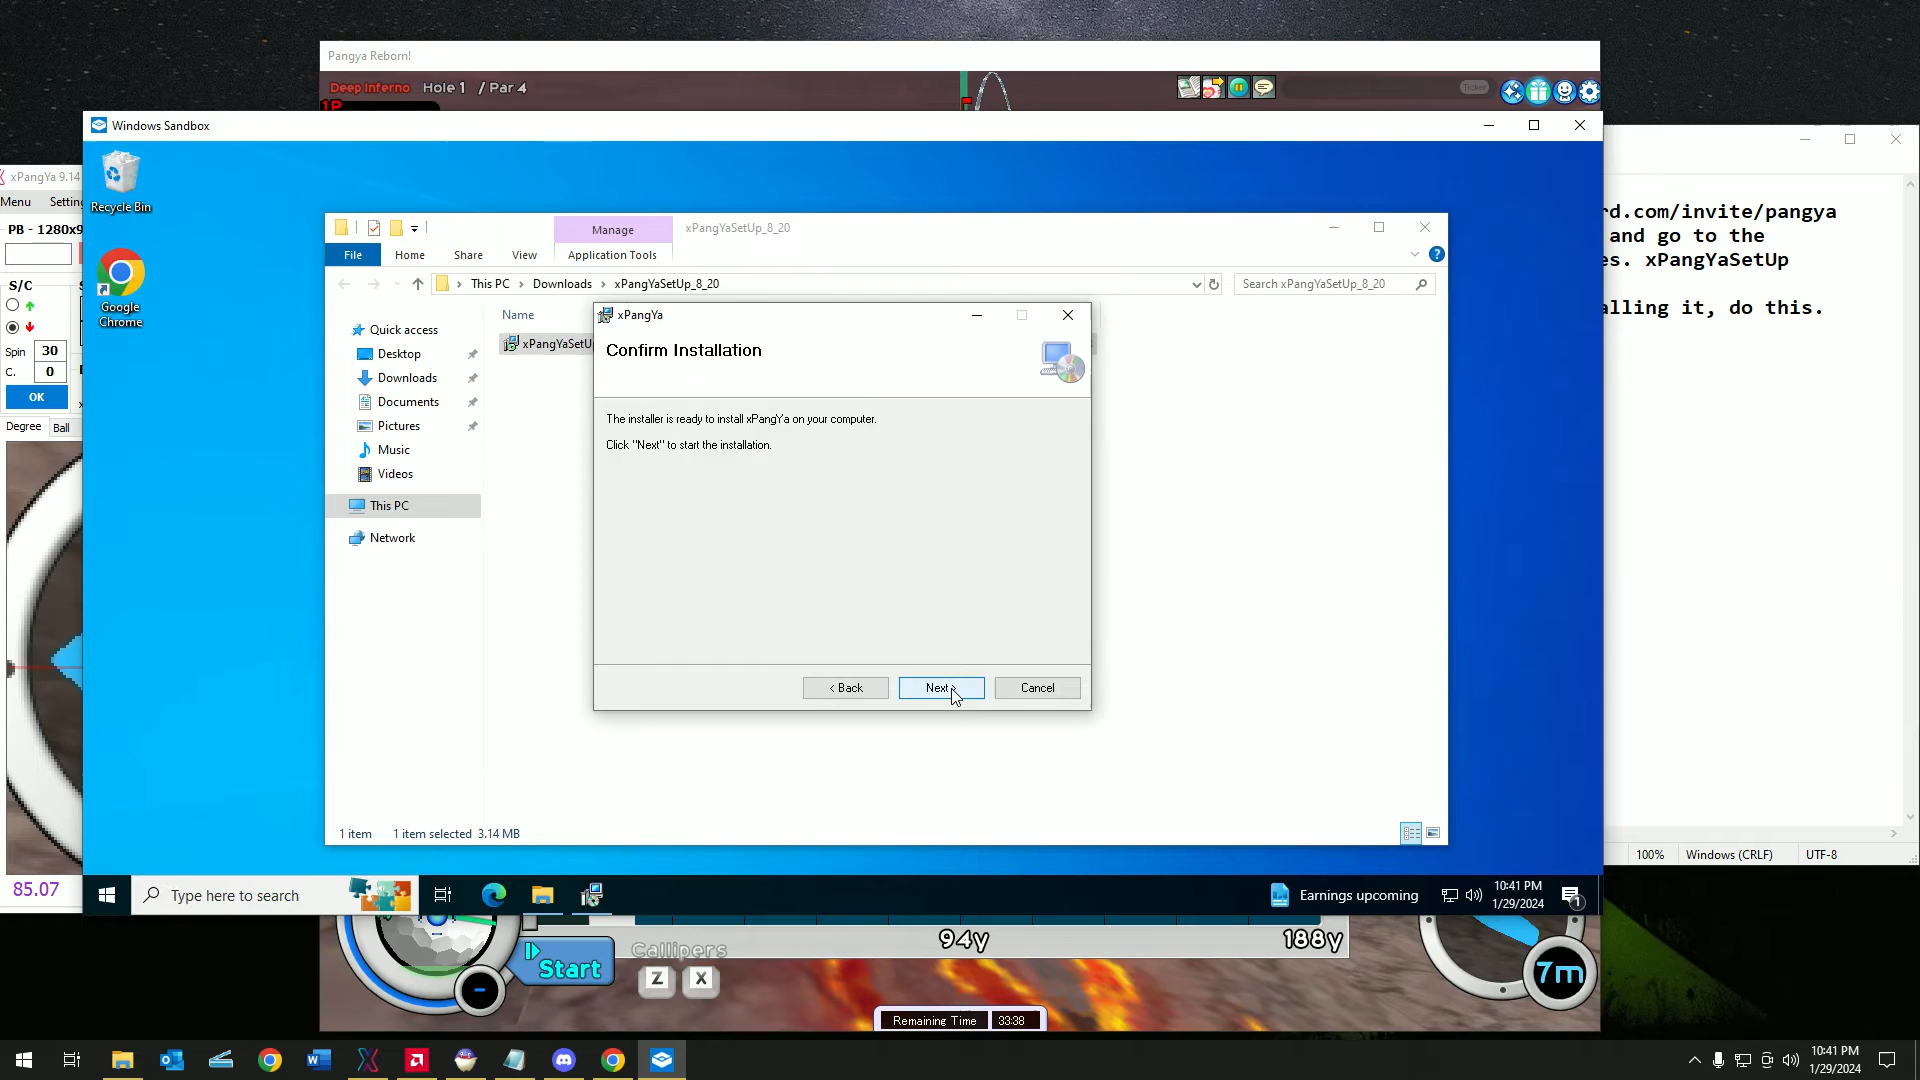 Pangya Reborn!
Deep Inferno Hole 1 / Par 4
1P
Ticker
Windows Sandbox
xPangYa 9.14
Menu Setting
PB - 1280x9
S/C
Spin 30
C. 0
OK
Degree Ball
85.07
Recycle Bin
Google
Chrome
Manage xPangYaSetUp_8_20
File Home Share View Application Tools
This PC > Downloads > xPangYaSetUp_8_20
Search xPangYaSetUp_8_20
Name
xPangYaSetUp
Quick access
Desktop
Downloads
Documents
Pictures
Music
Videos
This PC
Network
1 item 1 item selected 3.14 MB
xPangYa
Confirm Installation
The installer is ready to install xPangYa on your computer.
Click "Next" to start the installation.
< Back Next > Cancel
rd.com/invite/pangya
and go to the
es. xPangYaSetUp
alling it, do this.
100% Windows (CRLF) UTF-8
Type here to search
Earnings upcoming
10:41 PM
1/29/2024
1
Start
Callipers
Z X
94y 188y
7m
Remaining Time 33:38
10:41 PM
1/29/2024